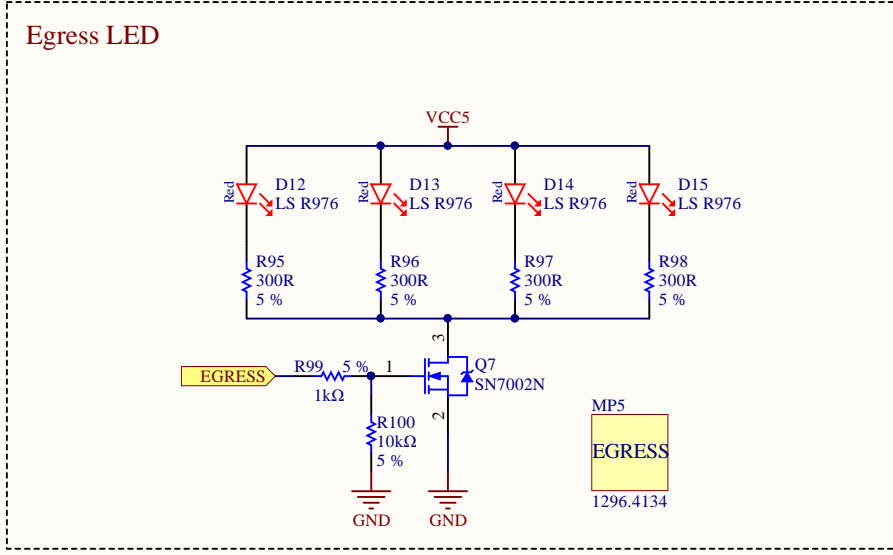 Egress LED
VCC5
Red
D12
LS R976
Red
D13
LS R976
Red
D14
LS R976
Red
D15
LS R976
R95
300R
5 %
R96
300R
5 %
R97
300R
5 %
R98
300R
5 %
3
EGRESS
R99
5 %
1kΩ
1
Q7
SN7002N
2
R100
10kΩ
5 %
GND
GND
MP5
EGRESS
1296.4134